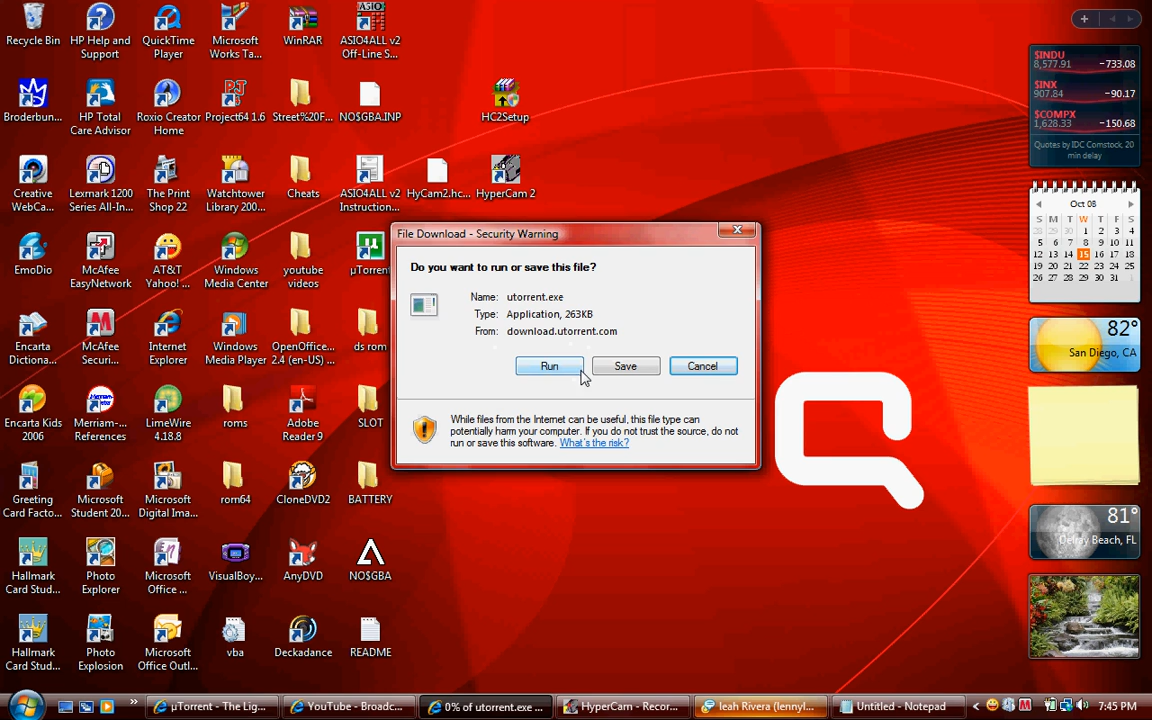 Recycle Bin
HP Help and
Support
QuickTime
Player
Microsoft
Works Ta...
WinRAR
ASIO4ALL v2
Off-Line S...
Broderbun...
HP Total
Care Advisor
Roxio Creator
Home
Project64 1.6
Street%20F...
NO$GBA.INP
HC2Setup
Creative
WebCa...
Lexmark 1200
Series All-In...
The Print
Shop 22
Watchtower
Library 200...
Cheats
ASIO4ALL v2
Instruction...
HyCam2.hc...
HyperCam 2
EmoDio
McAfee
EasyNetwork
AT&T
Yahoo! ...
Windows
Media Center
youtube
videos
µTorrent
Encarta
Dictiona...
McAfee
Securi...
Internet
Explorer
Windows
Media Player
OpenOffice...
2.4 (en-US) ...
ds rom
Encarta Kids
2006
Merriam-...
References
LimeWire
4.18.8
roms
Adobe
Reader 9
SLOT
Greeting
Card Facto...
Microsoft
Student 20...
Microsoft
Digital Ima...
rom64
CloneDVD2
BATTERY
Hallmark
Card Stud...
Photo
Explorer
Microsoft
Office ...
VisualBoy...
AnyDVD
NO$GBA
Hallmark
Card Stud...
Photo
Explosion
Microsoft
Office Outl...
vba
Deckadance
README
File Download - Security Warning
Do you want to run or save this file?
Name: utorrent.exe
Type: Application, 263KB
From: download.utorrent.com
Run
Save
Cancel
While files from the Internet can be useful, this file type can
potentially harm your computer. If you do not trust the source, do not
run or save this software. What's the risk?
$INDU
8,577.91 −733.08
$INX
907.84 −90.17
$COMPX
1,628.33 −150.68
Quotes by IDC Comstock, 20
min delay
Oct 08
S M T W T F S
28 29 30 1 2 3 4
5 6 7 8 9 10 11
12 13 14 15 16 17 18
19 20 21 22 23 24 25
26 27 28 29 30 31
82°
San Diego, CA
81°
Delray Beach, FL
µTorrent - The Lig...
YouTube - Broadc...
0% of utorrent.exe ...
HyperCam - Recor...
leah Rivera (lennyl...
Untitled - Notepad
7:45 PM